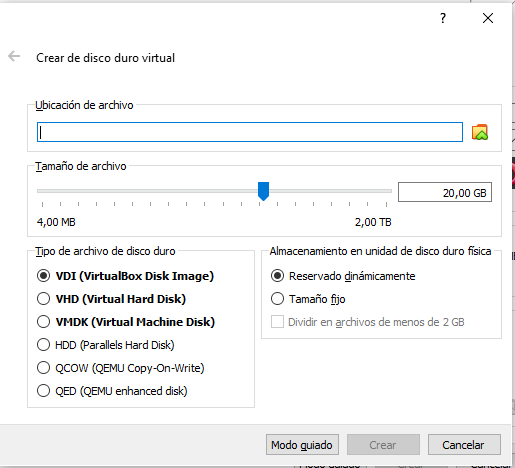 ?
Crear de disco duro virtual
Ubicación de archivo
Tamaño de archivo
20,00 GB
4,00 MB 2,00 TB
Tipo de archivo de disco duro
VDI (VirtualBox Disk Image)
VHD (Virtual Hard Disk)
VMDK (Virtual Machine Disk)
HDD (Parallels Hard Disk)
QCOW (QEMU Copy-On-Write)
QED (QEMU enhanced disk)
Almacenamiento en unidad de disco duro física
Reservado dinámicamente
Tamaño fijo
Dividir en archivos de menos de 2 GB
Modo guiado Crear Cancelar